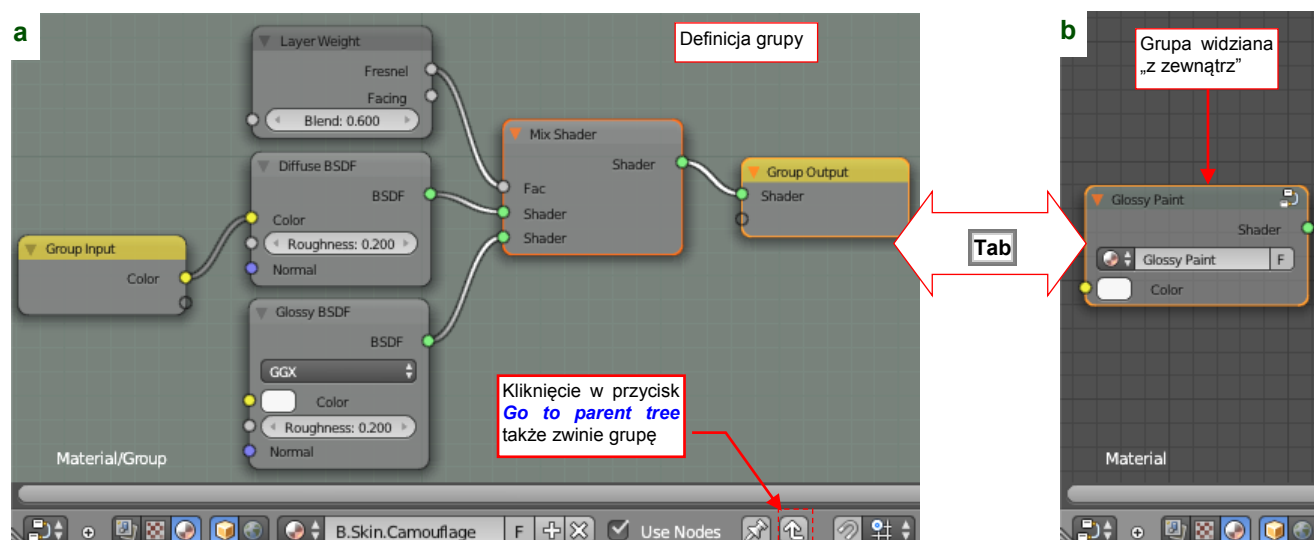 a
Layer Weight
Fresnel
Facing
Blend: 0.600
Diffuse BSDF
BSDF
Color
Roughness: 0.200
Normal
Group Input
Color
Glossy BSDF
BSDF
GGX
Color
Roughness: 0.200
Normal
Mix Shader
Shader
Fac
Shader
Shader
Group Output
Shader
Definicja grupy
Kliknięcie w przycisk
Go to parent tree
także zwinie grupę
Material/Group
B.Skin.Camouflage
F
Use Nodes
Tab
b
Grupa widziana
„z zewnątrz”
Glossy Paint
Shader
Glossy Paint
F
Color
Material